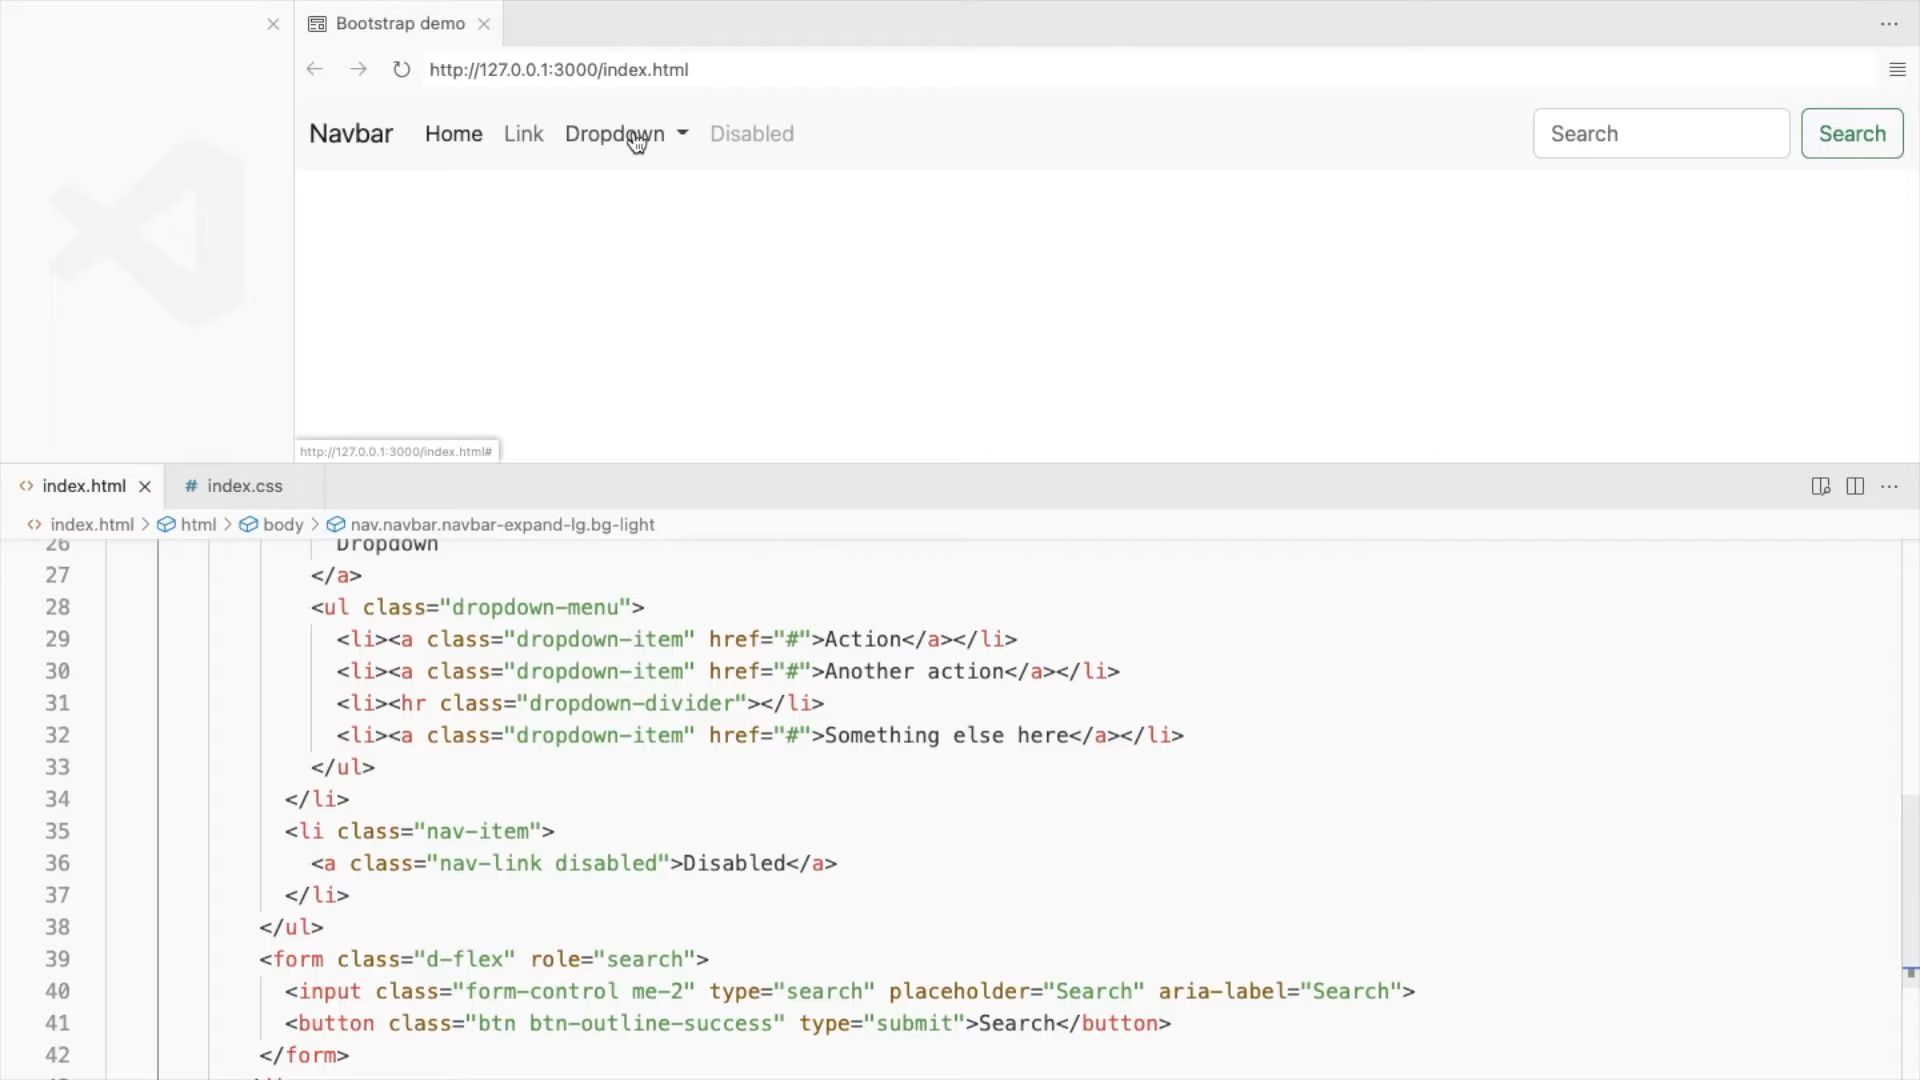 Bootstrap demo
http://127.0.0.1:3000/index.html
Navbar Home Link Dropdown Disabled Search Search
http://127.0.0.1:3000/index.html#
index.html # index.css
index.html > html > body > nav.navbar.navbar-expand-lg.bg-light
26 Dropdown
27 </a>
28 <ul class="dropdown-menu">
29 <li><a class="dropdown-item" href="#">Action</a></li>
30 <li><a class="dropdown-item" href="#">Another action</a></li>
31 <li><hr class="dropdown-divider"></li>
32 <li><a class="dropdown-item" href="#">Something else here</a></li>
33 </ul>
34 </li>
35 <li class="nav-item">
36 <a class="nav-link disabled">Disabled</a>
37 </li>
38 </ul>
39 <form class="d-flex" role="search">
40 <input class="form-control me-2" type="search" placeholder="Search" aria-label="Search">
41 <button class="btn btn-outline-success" type="submit">Search</button>
42 </form>